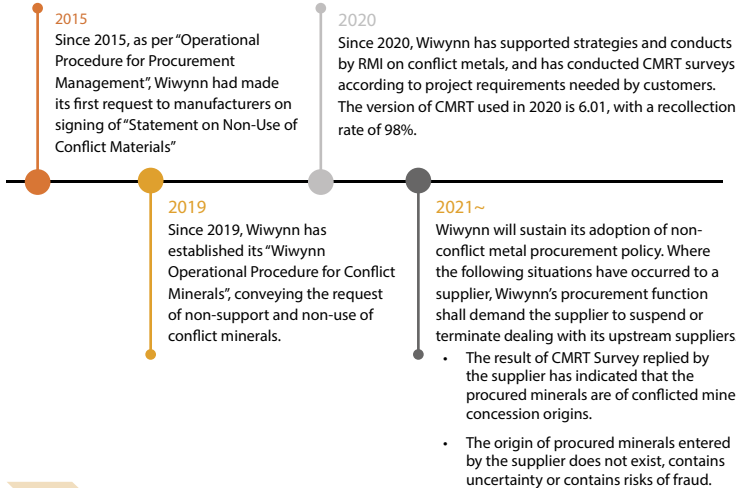 2015
Since 2015, as per “Operational
Procedure for Procurement
Management”, Wiwynn had made
its first request to manufacturers on
signing of “Statement on Non-Use of
Conflict Materials”
2020
Since 2020, Wiwynn has supported strategies and conducts
by RMI on conflict metals, and has conducted CMRT surveys
according to project requirements needed by customers.
The version of CMRT used in 2020 is 6.01, with a recollection
rate of 98%.
2019
Since 2019, Wiwynn has
established its “Wiwynn
Operational Procedure for Conflict
Minerals”, conveying the request
of non-support and non-use of
conflict minerals.
2021~
Wiwynn will sustain its adoption of non-
conflict metal procurement policy. Where
the following situations have occurred to a
supplier, Wiwynn’s procurement function
shall demand the supplier to suspend or
terminate dealing with its upstream suppliers
• The result of CMRT Survey replied by
the supplier has indicated that the
procured minerals are of conflicted mine
concession origins.
• The origin of procured minerals entered
by the supplier does not exist, contains
uncertainty or contains risks of fraud.